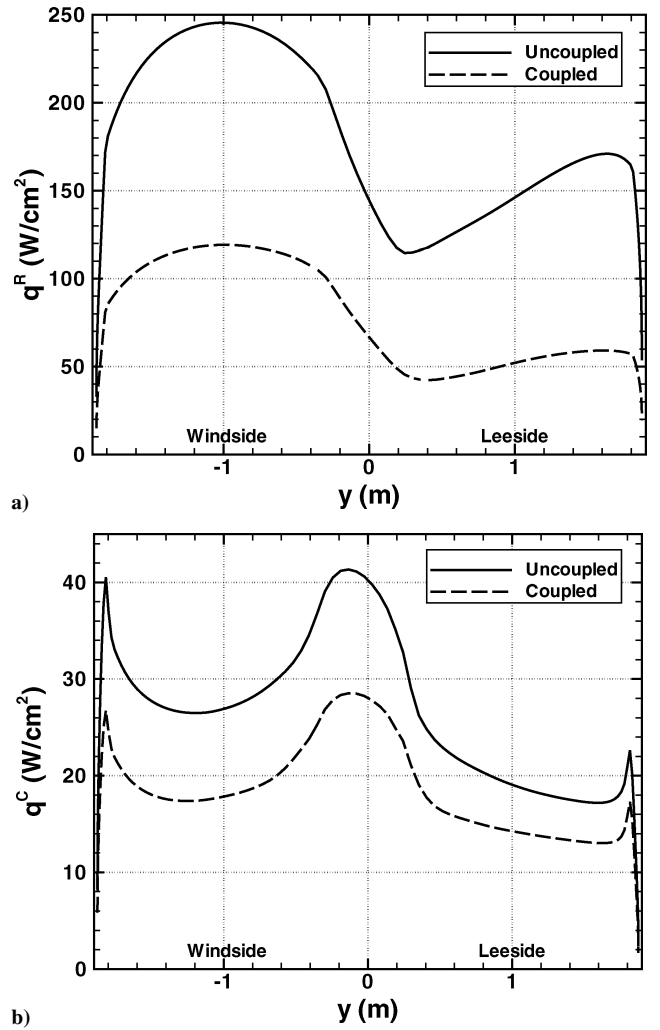 250
200
150
100
50
0
q^R (W/cm^2)
Uncoupled
Coupled
Windside
Leeside
-1
0
1
y (m)
a)
40
30
20
10
0
q^C (W/cm^2)
Uncoupled
Coupled
Windside
Leeside
-1
0
1
y (m)
b)